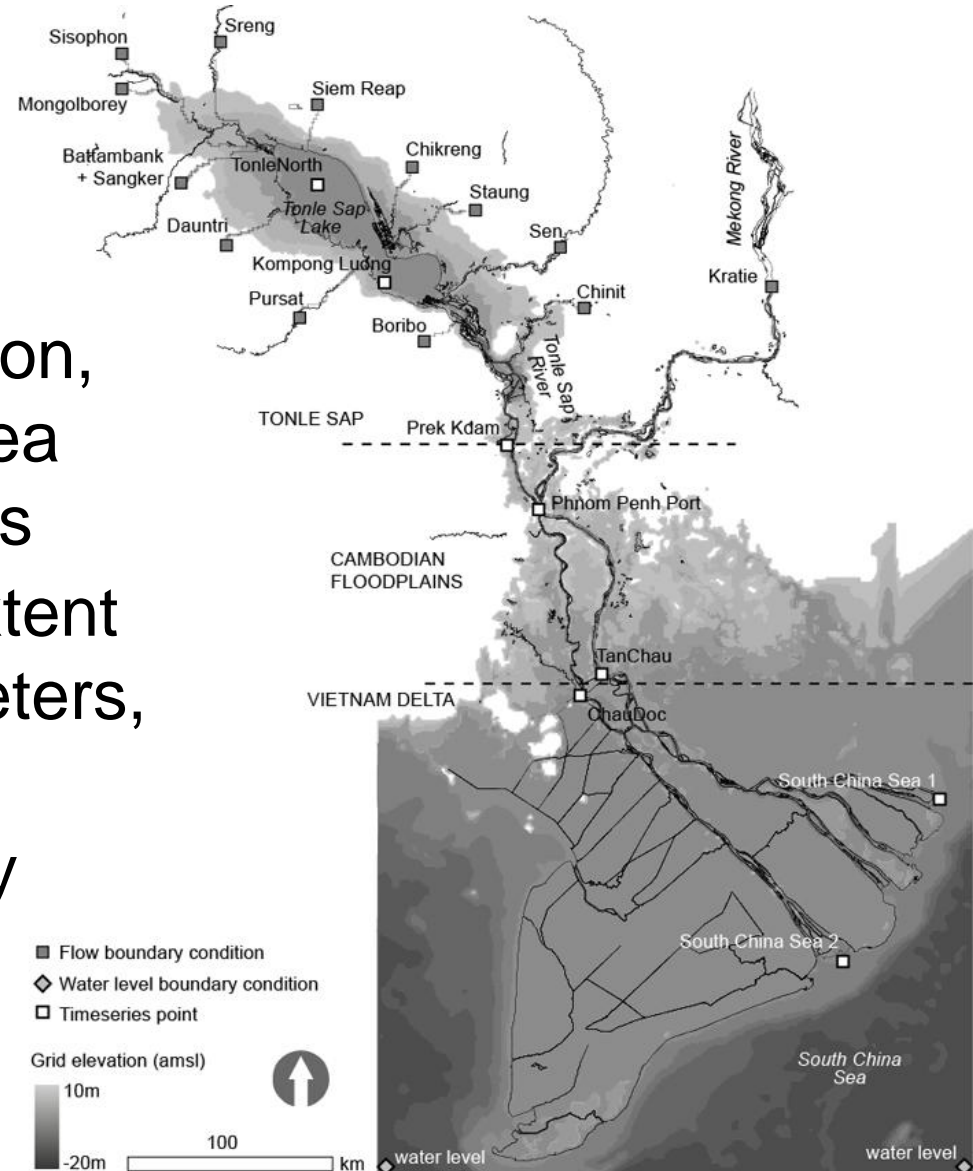 Sreng
Sisophon
Mongolborey
Siem Reap
Battambank
+ Sangker
TonleNorth
Chikreng
Tonle Sap
Lake
Staung
Dauntri
Sen
Mekong River
Kompong Luong
Kratie
Pursat
Chinit
Boribo
Tonle Sap
River
on,
ea
s
xtent
eters,
y
TONLE SAP
Prek Kdam
Phnom Penh Port
CAMBODIAN
FLOODPLAINS
TanChau
VIETNAM DELTA
ChauDoc
South China Sea 1
South China Sea 2
Flow boundary condition
Water level boundary condition
Timeseries point
Grid elevation (amsl)
10m
-20m
100
km
South China
Sea
water level
water level